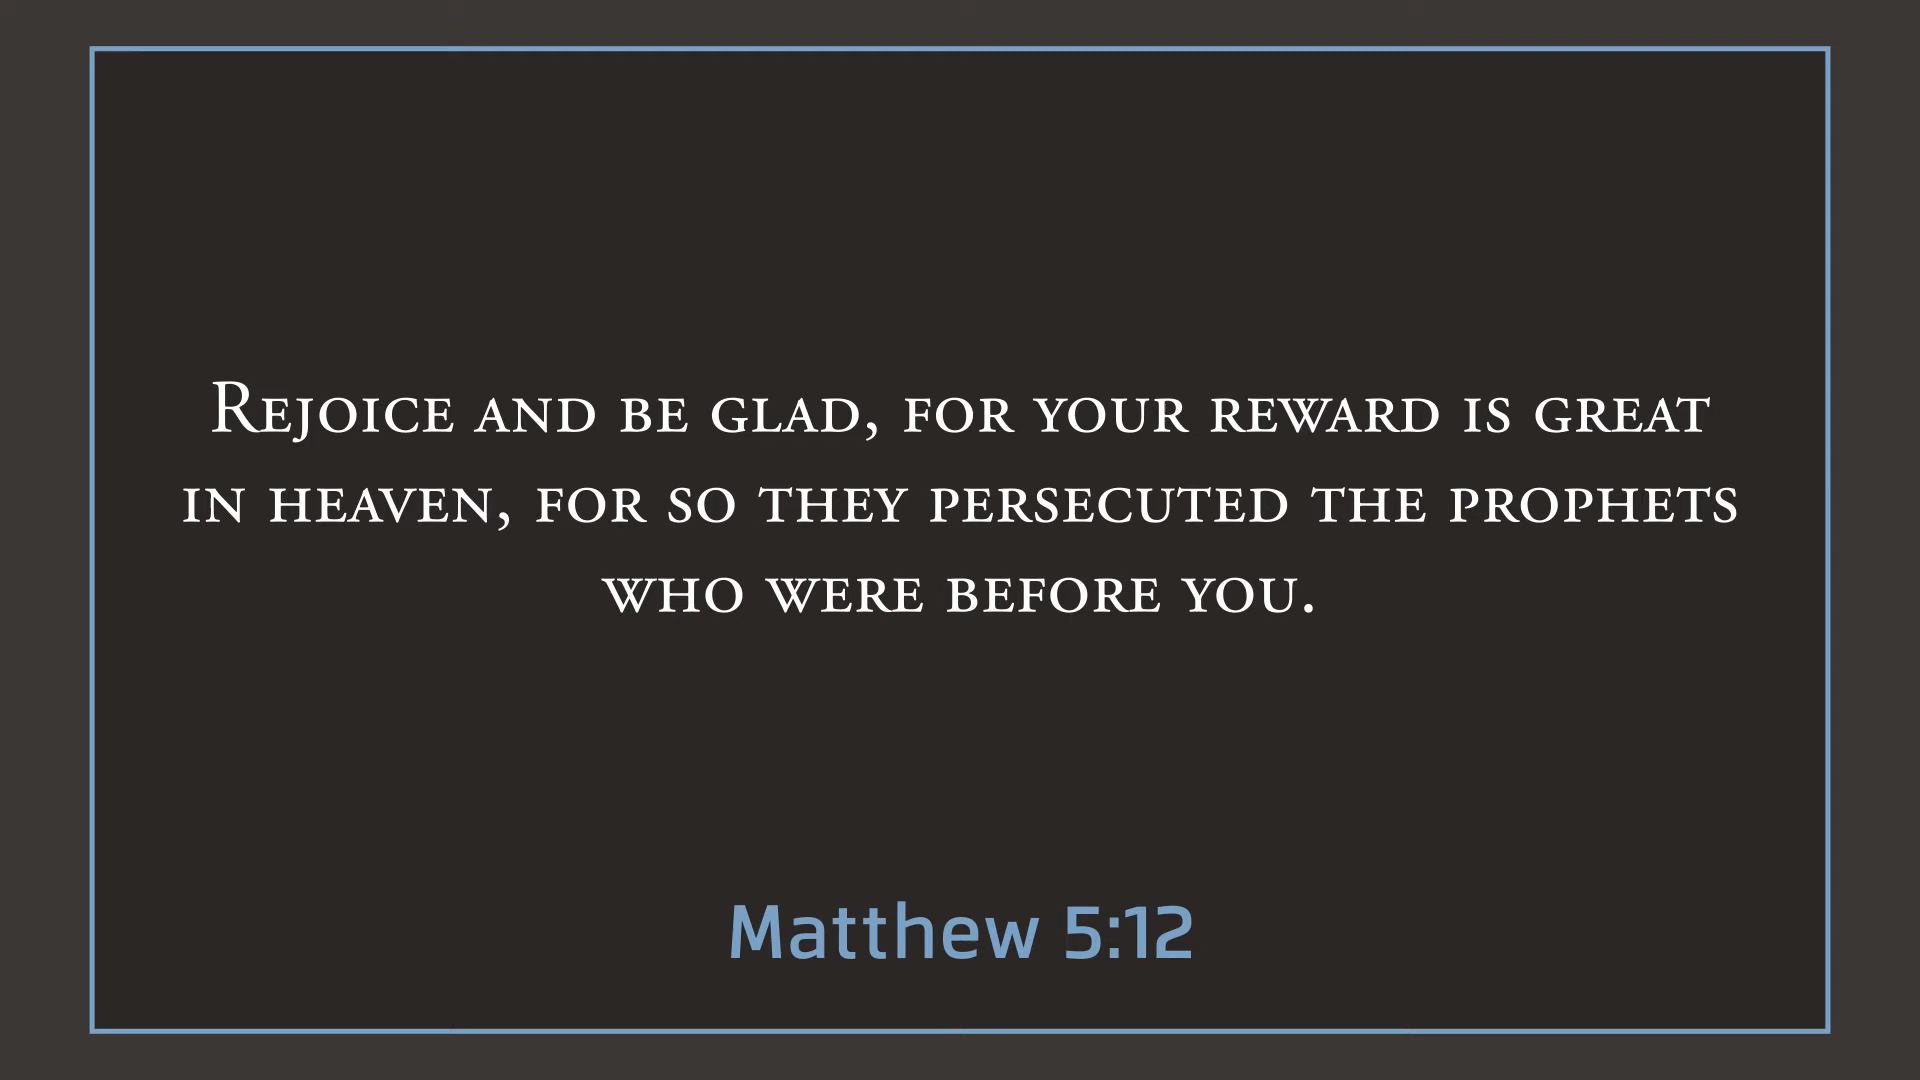 Rejoice and be glad, for your reward is great
in heaven, for so they persecuted the prophets
who were before you.
Matthew 5:12